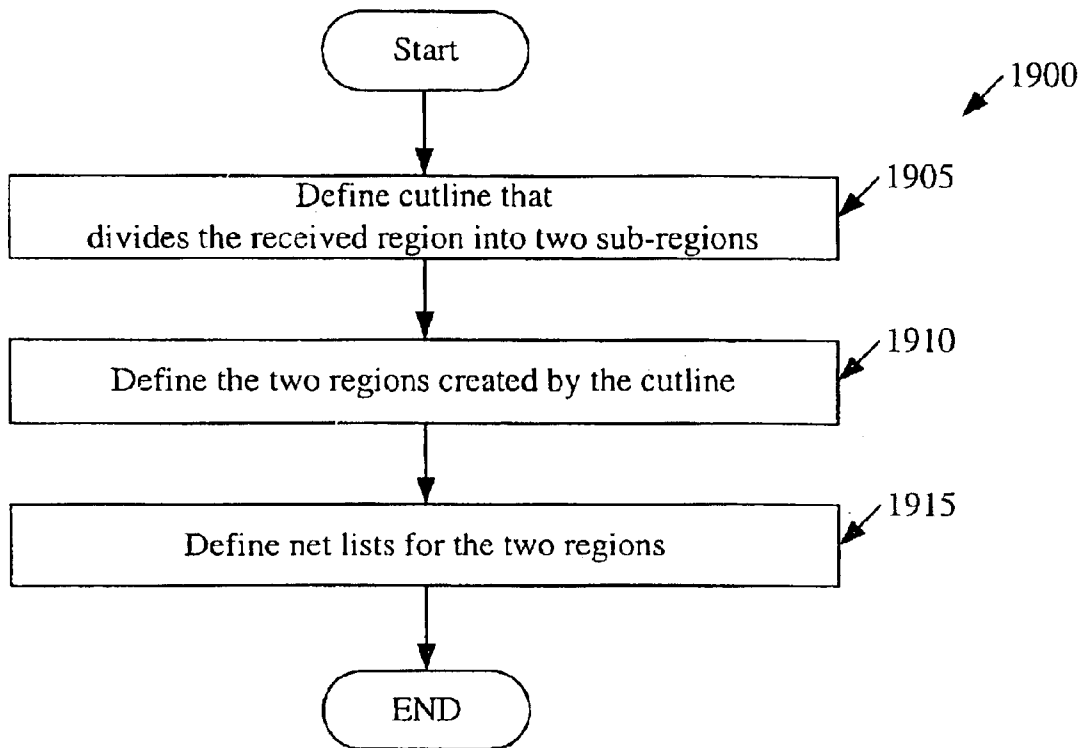 Start
1900
1905
Define cutline that
divides the received region into two sub-regions
1910
Define the two regions created by the cutline
1915
Define net lists for the two regions
END